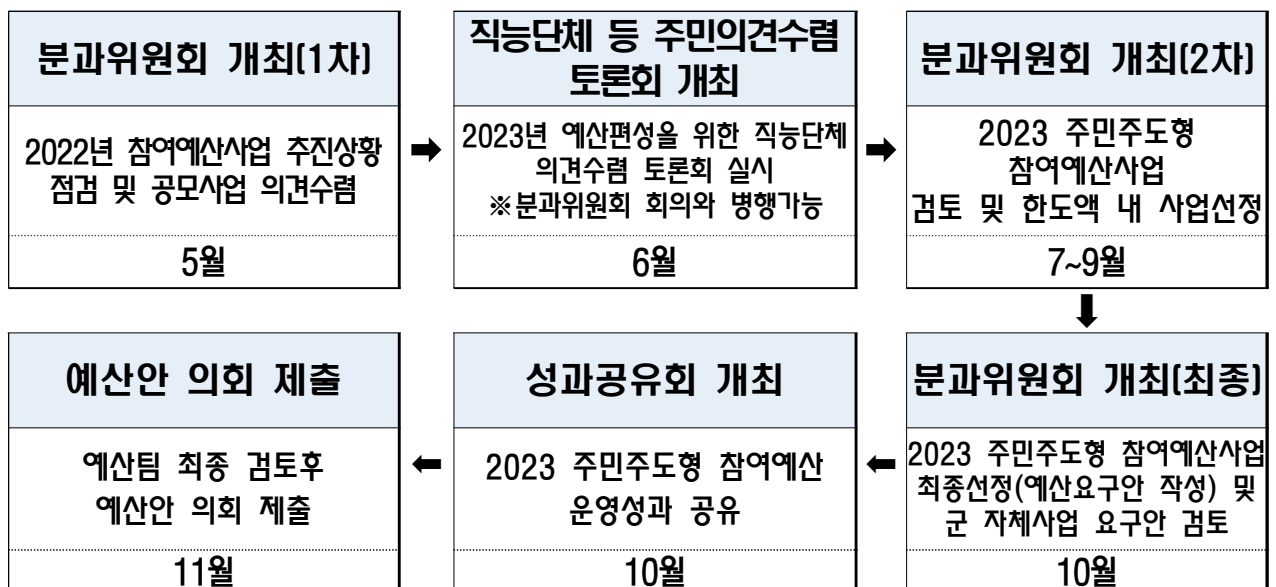 분과위원회 개최(1차)
2022년 참여예산사업 추진상황
점검 및 공모사업 의견수렴
5월
직능단체 등 주민의견수렴
토론회 개최
2023년 예산편성을 위한 직능단체
의견수렴 토론회 실시
※분과위원회 회의와 병행가능
6월
분과위원회 개최(2차)
2023 주민주도형
참여예산사업
검토 및 한도액 내 사업선정
7~9월
분과위원회 개최(최종)
2023 주민주도형 참여예산사업
최종선정(예산요구안 작성) 및
군 자체사업 요구안 검토
10월
성과공유회 개최
2023 주민주도형 참여예산
운영성과 공유
10월
예산안 의회 제출
예산팀 최종 검토후
예산안 의회 제출
11월